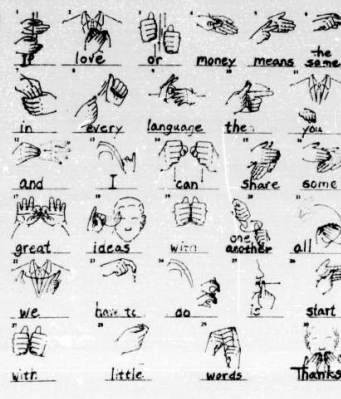 If love or money means the same
in every language the you
and I can share some
great ideas with one another all
we have to do is start
with little words Thanks